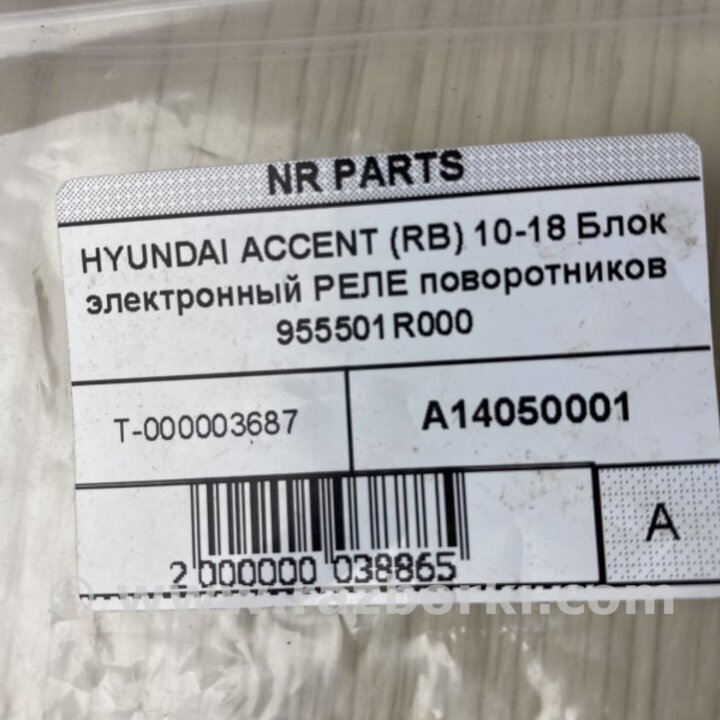 NR PARTS
HYUNDAI ACCENT (RB) 10-18 Блок
электронный РЕЛЕ поворотников
955501R000
T-000003687
A14050001
A
2 000000 038865
© www.razborki.com